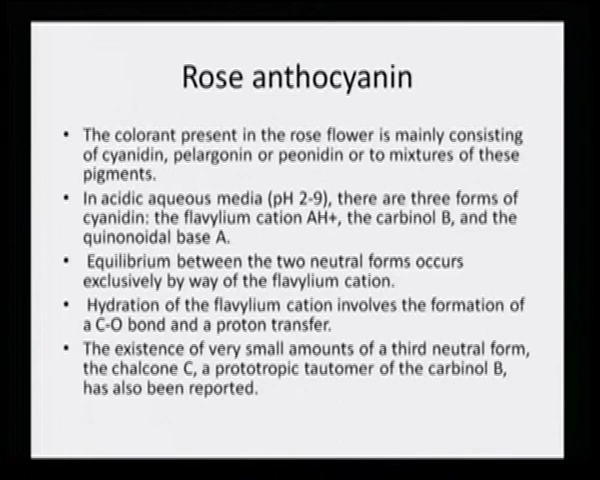 Rose anthocyanin
• The colorant present in the rose flower is mainly consisting
of cyanidin, pelargonin or peonidin or to mixtures of these
pigments.
• In acidic aqueous media (pH 2-9), there are three forms of
cyanidin: the flavylium cation AH+, the carbinol B, and the
quinonoidal base A.
• Equilibrium between the two neutral forms occurs
exclusively by way of the flavylium cation.
• Hydration of the flavylium cation involves the formation of
a C-O bond and a proton transfer.
• The existence of very small amounts of a third neutral form,
the chalcone C, a prototropic tautomer of the carbinol B,
has also been reported.